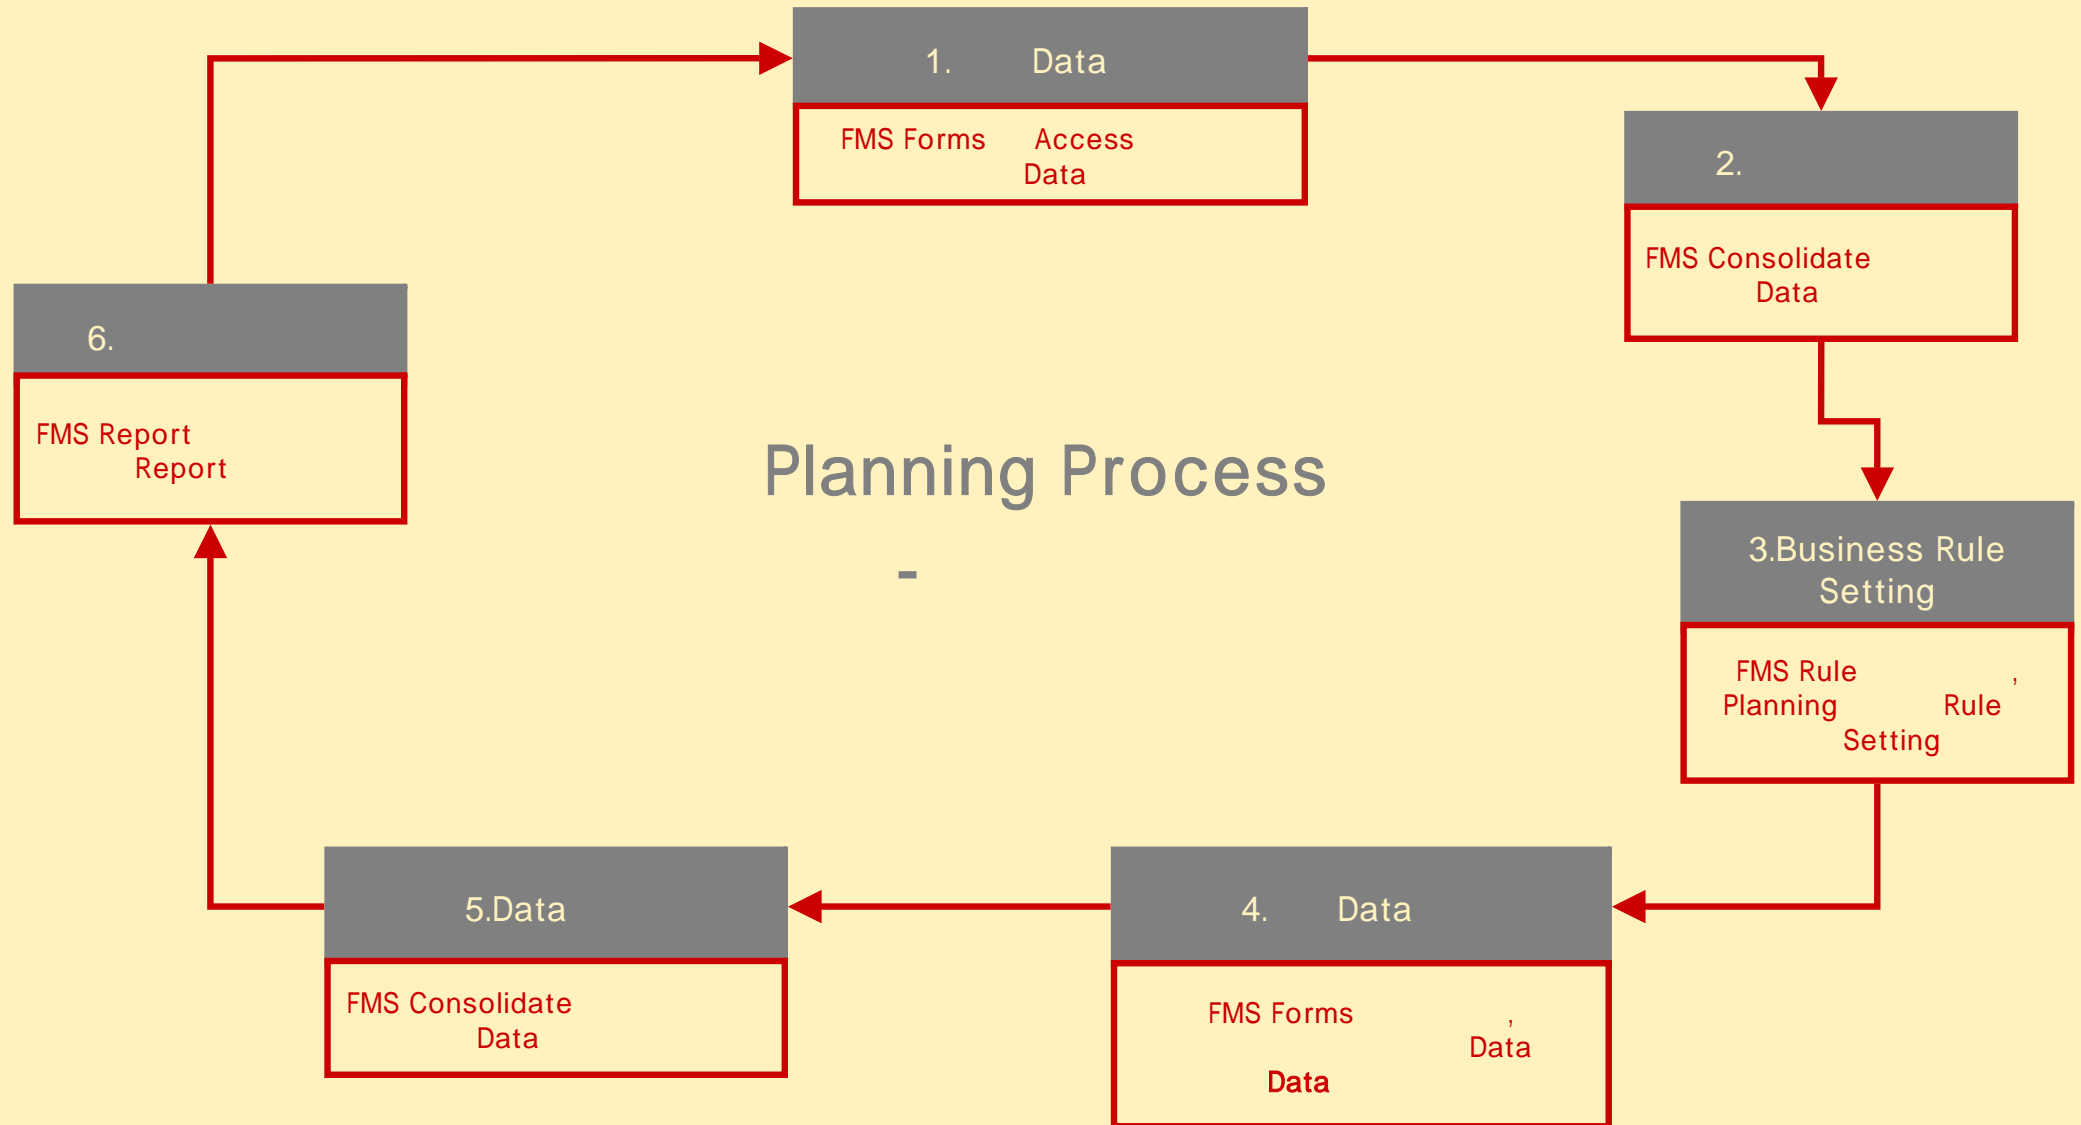 1. Data
FMS Forms Access
Data
2.
FMS Consolidate
Data
3.Business Rule
Setting
FMS Rule ,
Planning Rule
Setting
4. Data
FMS Forms ,
Data
Data
5.Data
FMS Consolidate
Data
6.
FMS Report
Report
Planning Process
-